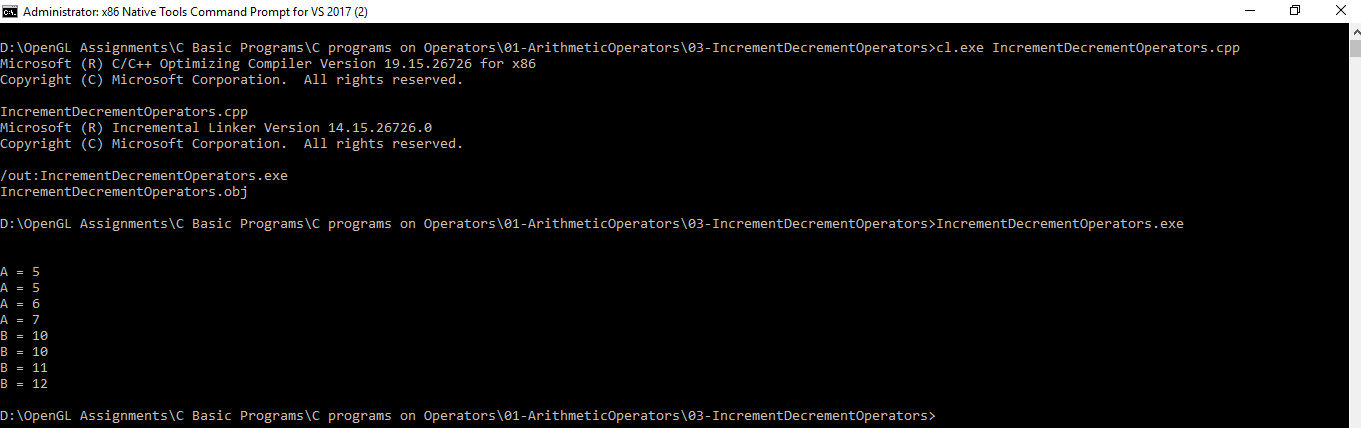 Administrator: x86 Native Tools Command Prompt for VS 2017 (2)
D:\OpenGL Assignments\C Basic Programs\C programs on Operators\01-ArithmeticOperators\03-IncrementDecrementOperators>cl.exe IncrementDecrementOperators.cpp
Microsoft (R) C/C++ Optimizing Compiler Version 19.15.26726 for x86
Copyright (C) Microsoft Corporation.  All rights reserved.
IncrementDecrementOperators.cpp
Microsoft (R) Incremental Linker Version 14.15.26726.0
Copyright (C) Microsoft Corporation.  All rights reserved.
/out:IncrementDecrementOperators.exe
IncrementDecrementOperators.obj
D:\OpenGL Assignments\C Basic Programs\C programs on Operators\01-ArithmeticOperators\03-IncrementDecrementOperators>IncrementDecrementOperators.exe
A = 5
A = 5
A = 6
A = 7
B = 10
B = 10
B = 11
B = 12
D:\OpenGL Assignments\C Basic Programs\C programs on Operators\01-ArithmeticOperators\03-IncrementDecrementOperators>